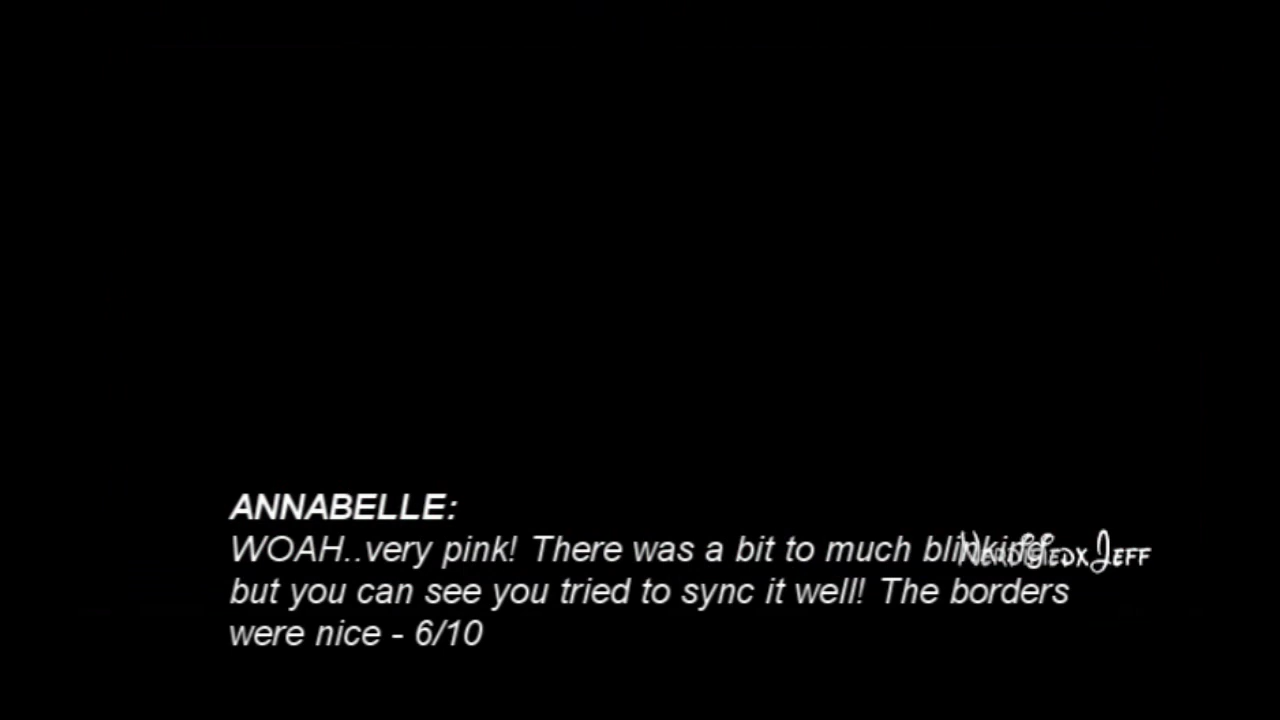 ANNABELLE:
WOAH..very pink! There was a bit to much blinking
but you can see you tried to sync it well! The borders
were nice - 6/10